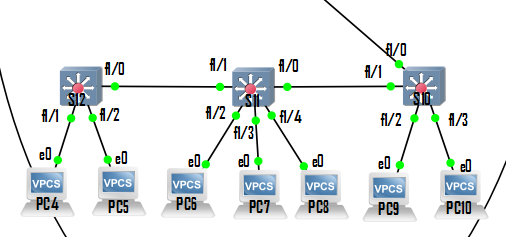 f1/0
f1/0
f1/1
f1/0
f1/1
S12
S11
S10
f1/1
f1/2
f1/2
f1/3
f1/4
f1/2
f1/3
e0
e0
e0
e0
e0
e0
e0
VPCS
VPCS
VPCS
VPCS
VPCS
VPCS
VPCS
PC4
PC5
PC6
PC7
PC8
PC9
PC10